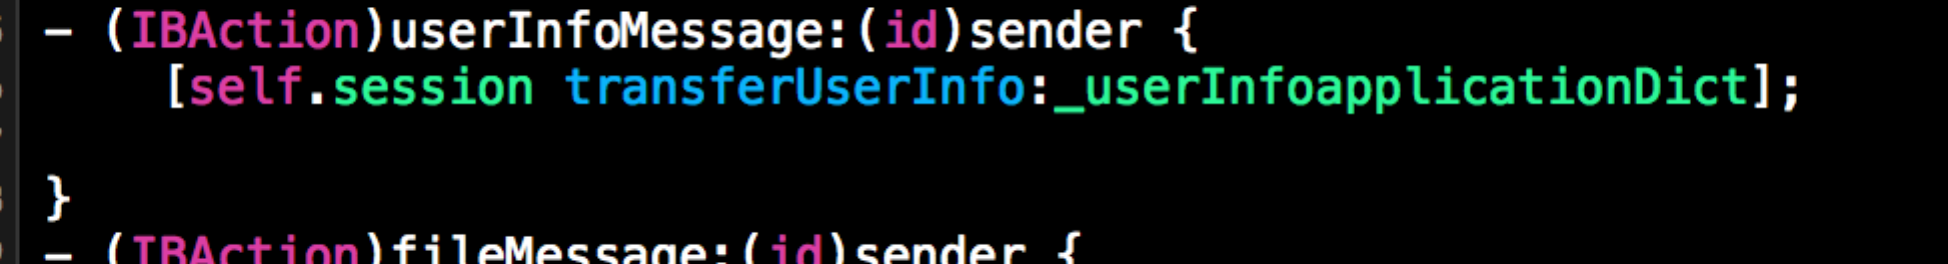 - (IBAction)userInfoMessage:(id)sender {
[self.session transferUserInfo:_userInfoapplicationDict];
}
- (IBAction)fileMessage:(id)sender {